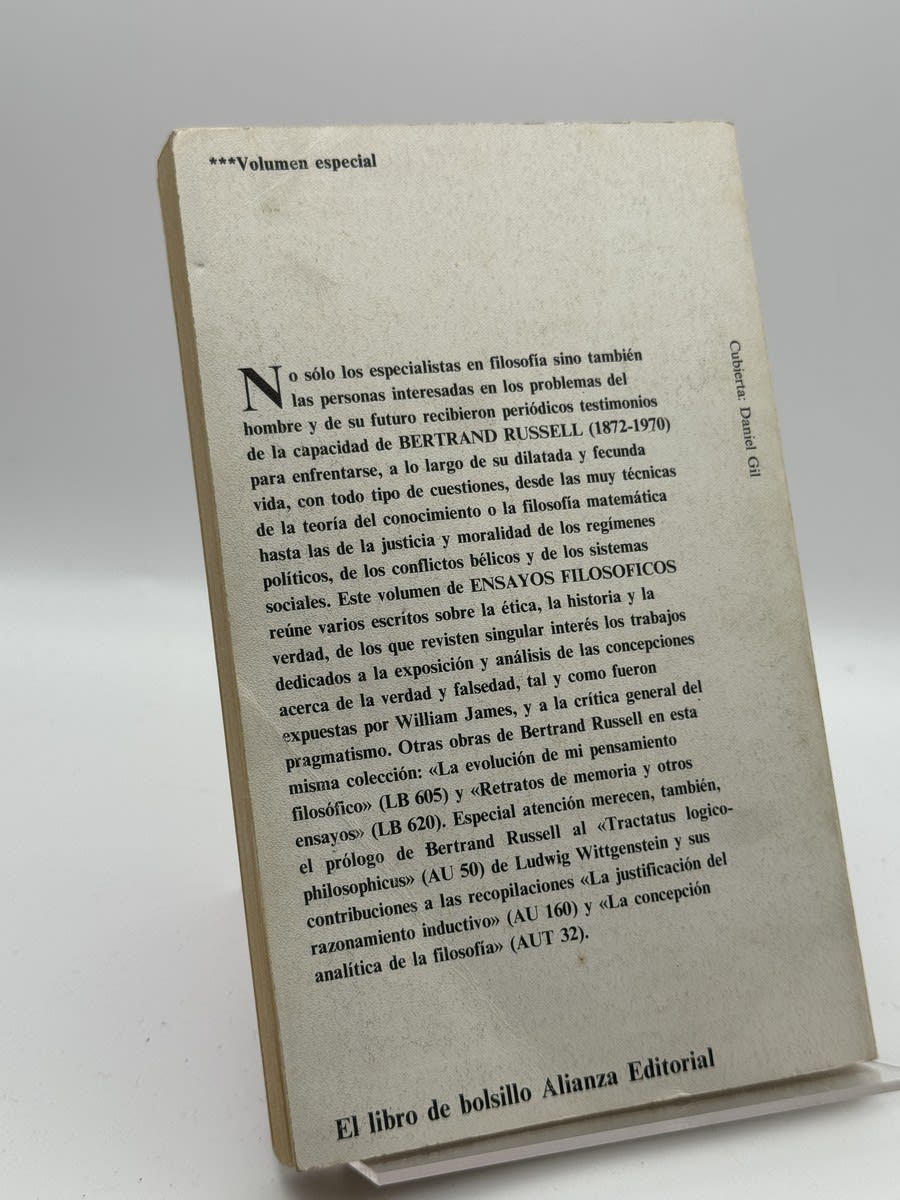 ***Volumen especial
No sólo los especialistas en filosofía sino también
las personas interesadas en los problemas del
hombre y de su futuro recibieron periódicos testimonios
de la capacidad de BERTRAND RUSSELL (1872-1970)
para enfrentarse, a lo largo de su dilatada y fecunda
vida, con todo tipo de cuestiones, desde las muy técnicas
de la teoría del conocimiento o la filosofía matemática
hasta las de la justicia y moralidad de los regímenes
políticos, de los conflictos bélicos y de los sistemas
sociales. Este volumen de ENSAYOS FILOSOFICOS
reúne varios escritos sobre la ética, la historia y la
verdad, de los que revisten singular interés los trabajos
dedicados a la exposición y análisis de las concepciones
acerca de la verdad y falsedad, tal y como fueron
expuestas por William James, y a la crítica general del
pragmatismo. Otras obras de Bertrand Russell en esta
misma colección: «La evolución de mi pensamiento
filosófico» (LB 605) y «Retratos de memoria y otros
ensayos» (LB 620). Especial atención merecen, también,
el prólogo de Bertrand Russell al «Tractatus logico-
philosophicus» (AU 50) de Ludwig Wittgenstein y sus
contribuciones a las recopilaciones «La justificación del
razonamiento inductivo» (AU 160) y «La concepción
analítica de la filosofía» (AUT 32).
Cubierta: Daniel Gil
El libro de bolsillo Alianza Editorial